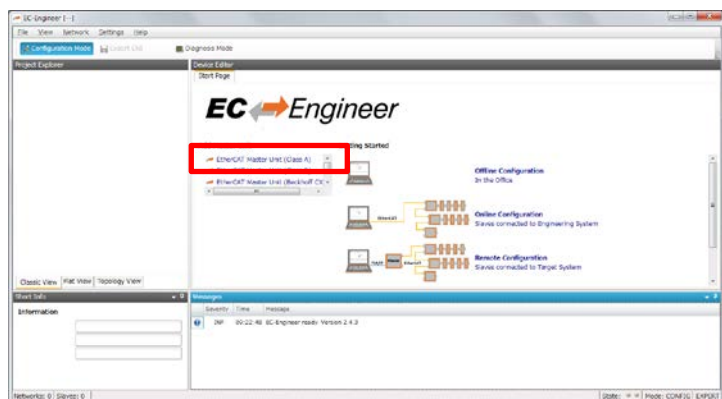 EC-Engineer [--]
File View Network Settings Help
Configuration Mode Export ENI Diagnosis Mode
Project Explorer
Device Editor
Start Page
EC Engineer
Getting Started
EtherCAT Master Unit (Class A)
EtherCAT Master Unit (Beckhoff CX)
Offline Configuration
In the Office
Online Configuration
Slaves connected to Engineering System
EtherCAT
Remote Configuration
Slaves connected to Target System
Classic View Flat View Topology View
Short Info
Information
Messages
Severity Time Message
INF 09:22:48 EC-Engineer ready Version 2.4.3
Networks: 0 Slaves: 0
State: Mode: CONFIG EXPERT